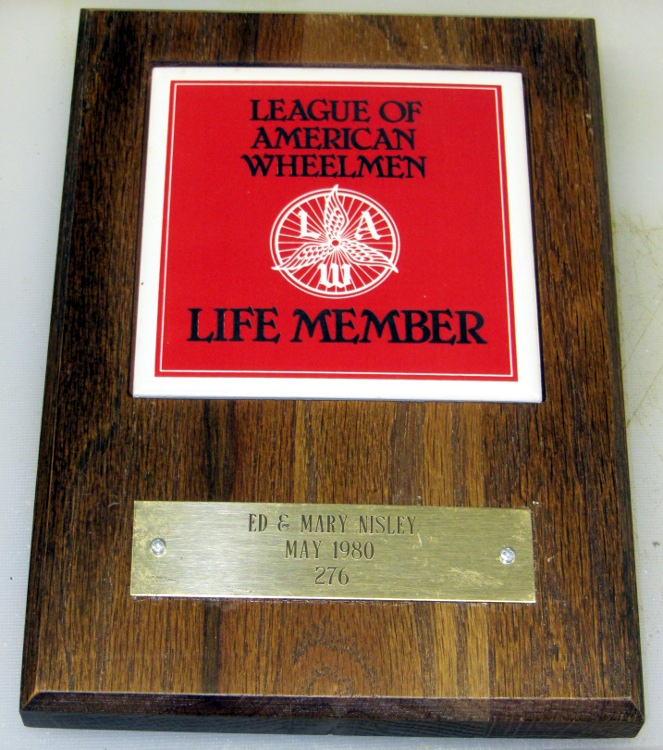 LEAGUE OF
AMERICAN
WHEELMEN
L A
W
LIFE MEMBER
ED & MARY NISLEY
MAY 1980
276